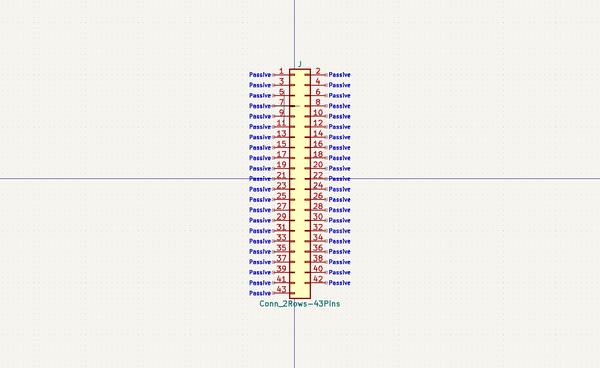 J
Passive 1 2 Passive
Passive 3 4 Passive
Passive 5 6 Passive
Passive 7 8 Passive
Passive 9 10 Passive
Passive 11 12 Passive
Passive 13 14 Passive
Passive 15 16 Passive
Passive 17 18 Passive
Passive 19 20 Passive
Passive 21 22 Passive
Passive 23 24 Passive
Passive 25 26 Passive
Passive 27 28 Passive
Passive 29 30 Passive
Passive 31 32 Passive
Passive 33 34 Passive
Passive 35 36 Passive
Passive 37 38 Passive
Passive 39 40 Passive
Passive 41 42 Passive
Passive 43
Conn_2Rows-43Pins